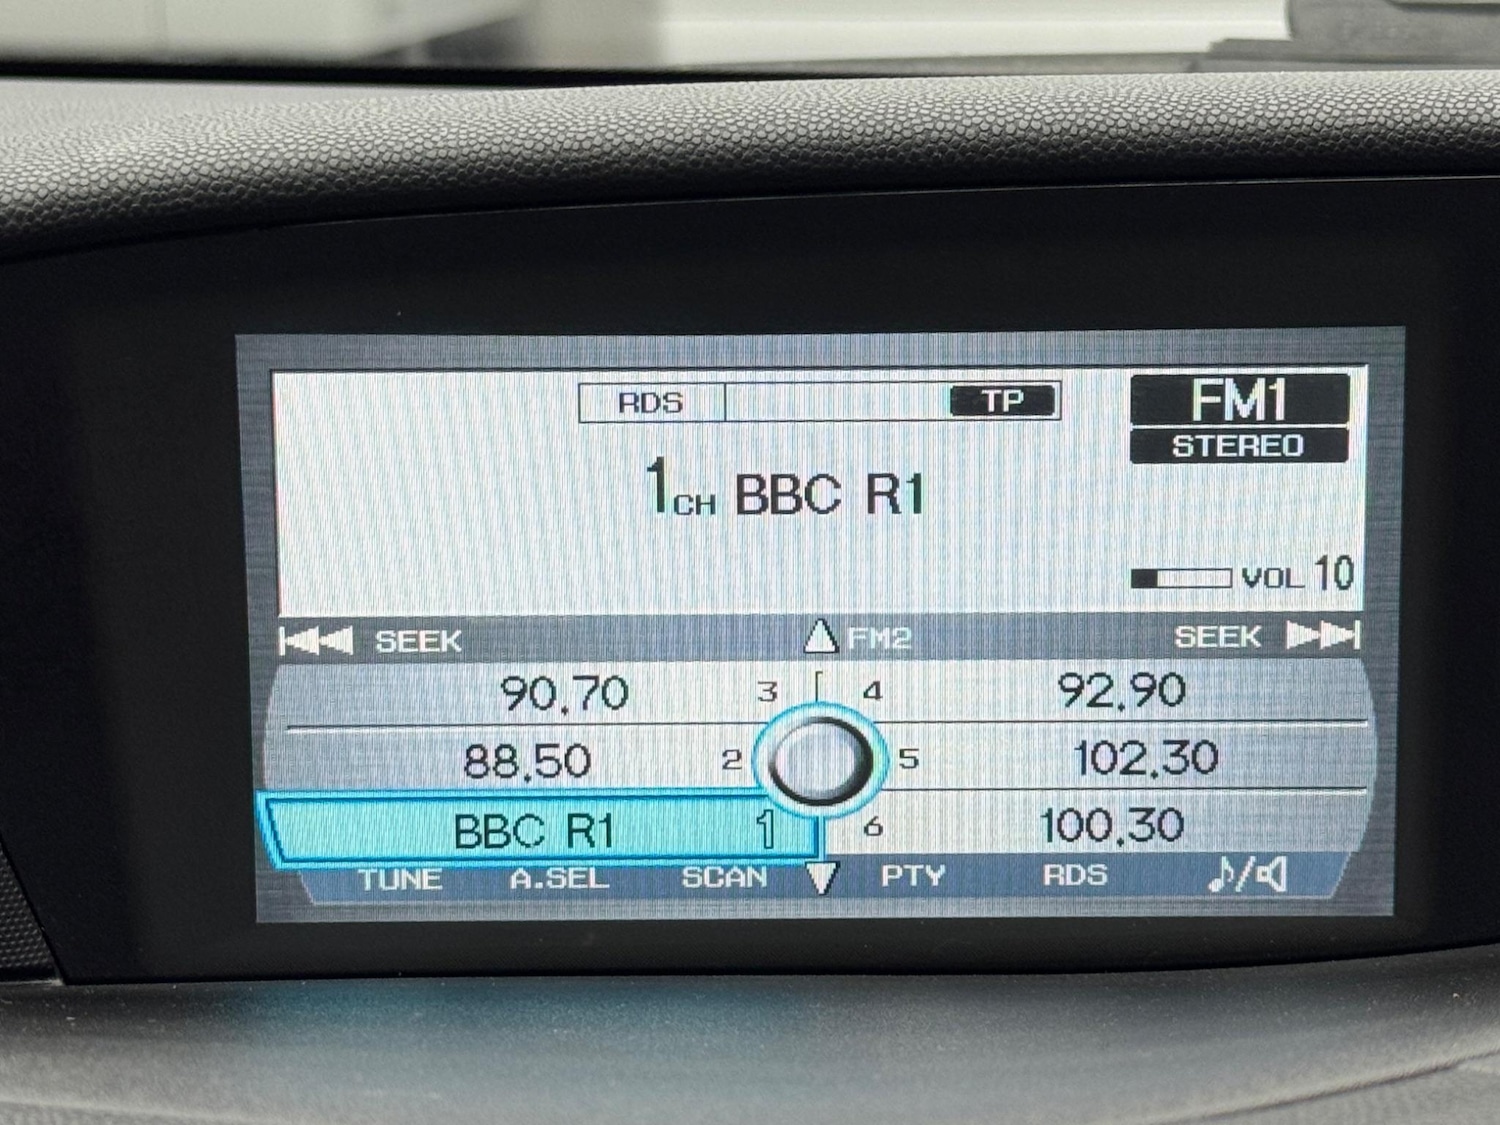 RDS TP FM1
STEREO
1CH BBC R1
VOL 10
SEEK FM2 SEEK
90.70 3 4 92.90
88.50 2 5 102.30
BBC R1 1 6 100.30
TUNE A.SEL SCAN PTY RDS